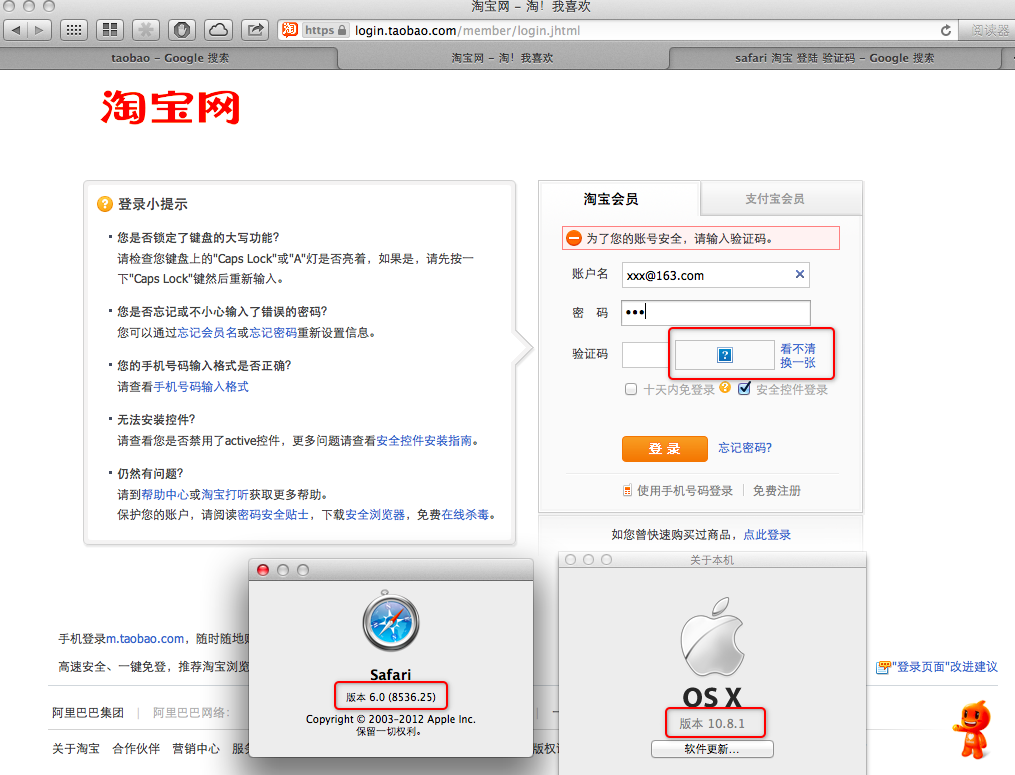 淘宝网 - 淘！我喜欢
https login.taobao.com/member/login.jhtml
阅读器
taobao - Google 搜索
淘宝网 - 淘！我喜欢
safari 淘宝 登陆 验证码 - Google 搜索
淘宝网
登录小提示
您是否锁定了键盘的大写功能?
请检查您键盘上的"Caps Lock"或"A"灯是否亮着，如果是，请先按一
下"Caps Lock"键然后重新输入。
您是否忘记或不小心输入了错误的密码?
您可以通过忘记会员名或忘记密码重新设置信息。
您的手机号码输入格式是否正确?
请查看手机号码输入格式
无法安装控件?
请查看您是否禁用了active控件，更多问题请查看安全控件安装指南。
仍然有问题?
请到帮助中心或淘宝打听获取更多帮助。
保护您的账户，请阅读密码安全贴士，下载安全浏览器，免费在线杀毒。
淘宝会员
支付宝会员
为了您的账号安全，请输入验证码。
账户名 xxx@163.com
密 码
验证码
看不清
换一张
十天内免登录 安全控件登录
登 录 忘记密码?
使用手机号码登录 免费注册
如您曾快速购买过商品，点此登录
Safari
版本 6.0 (8536.25)
Copyright © 2003-2012 Apple Inc.
保留一切权利。
关于本机
OS X
版本 10.8.1
软件更新...
手机登录m.taobao.com，随时随地
高速安全、一键免登，推荐淘宝浏览
"登录页面"改进建议
阿里巴巴集团 | 阿里巴巴网络:
关于淘宝 合作伙伴 营销中心
版权